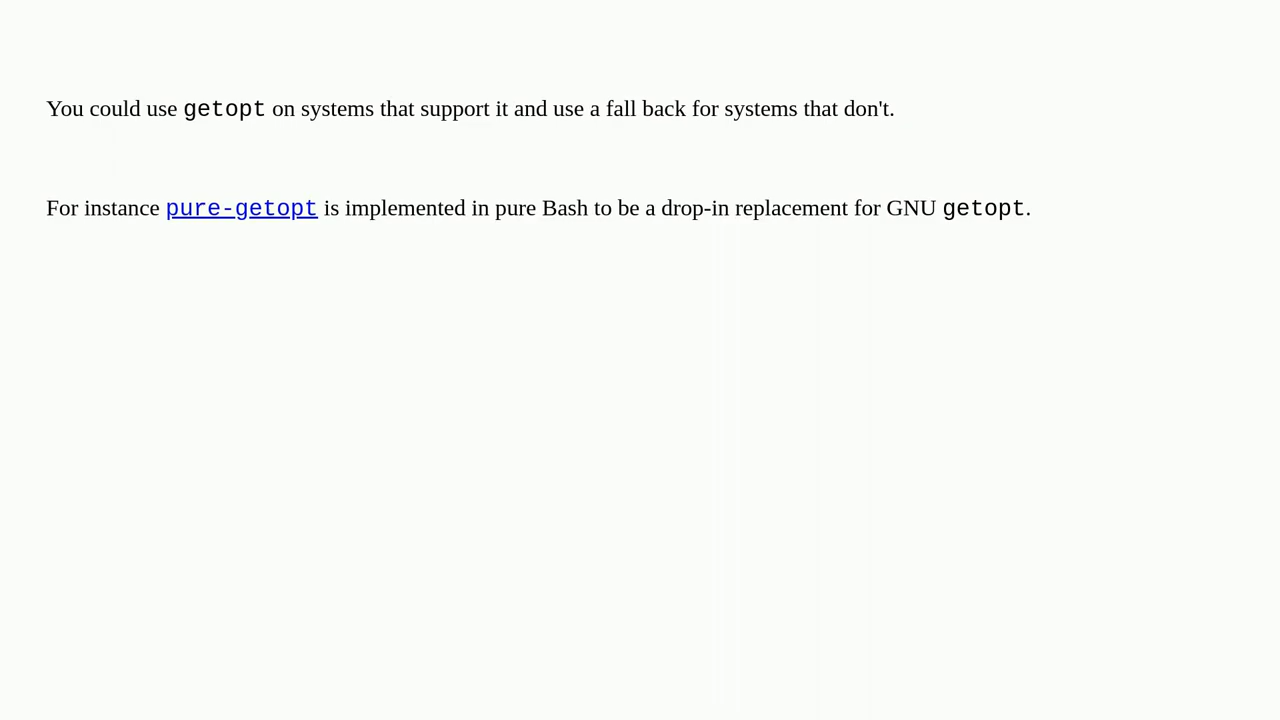 You could use getopt on systems that support it and use a fall back for systems that don't.
For instance pure-getopt is implemented in pure Bash to be a drop-in replacement for GNU getopt.